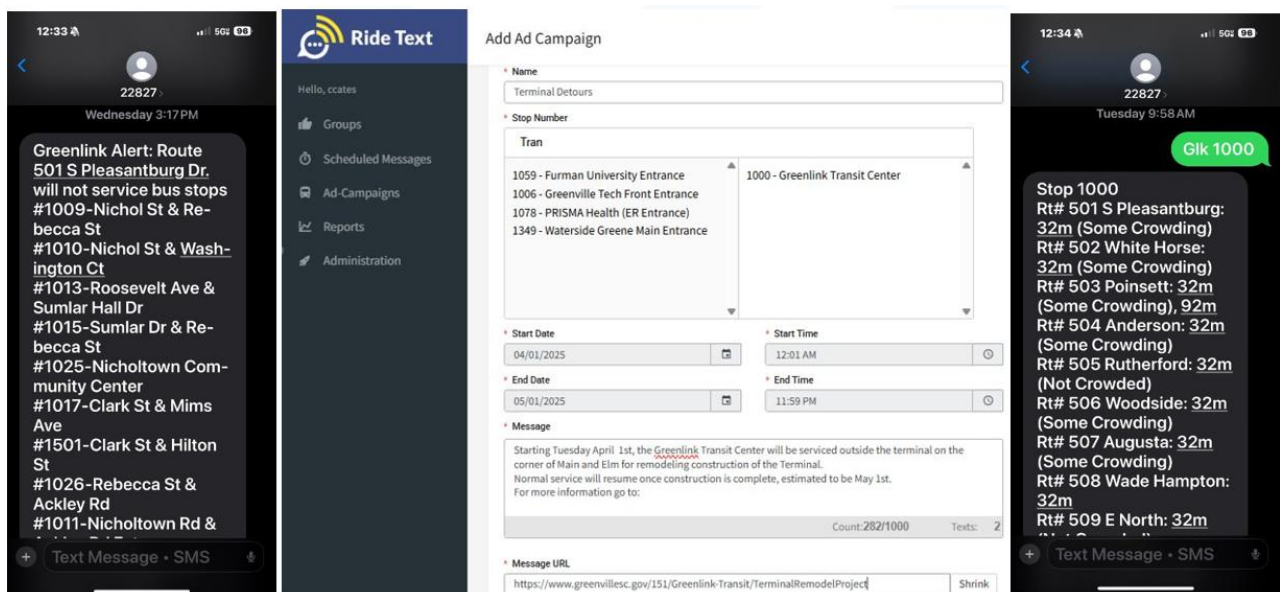 12:33
5G 98
22827
Wednesday 3:17 PM
Greenlink Alert: Route
501 S Pleasantburg Dr.
will not service bus stops
#1009-Nichol St & Re-
becca St
#1010-Nichol St & Wash-
ington Ct
#1013-Roosevelt Ave &
Sumlar Hall Dr
#1015-Sumlar Dr & Re-
becca St
#1025-Nicholtown Com-
munity Center
#1017-Clark St & Mims
Ave
#1501-Clark St & Hilton
St
#1026-Rebecca St &
Ackley Rd
#1011-Nicholtown Rd &
Text Message • SMS
Ride Text
Hello, ccates
Groups
Scheduled Messages
Ad-Campaigns
Reports
Administration
Add Ad Campaign
* Name
Terminal Detours
* Stop Number
Tran
1059 - Furman University Entrance
1006 - Greenville Tech Front Entrance
1078 - PRISMA Health (ER Entrance)
1349 - Waterside Greene Main Entrance
1000 - Greenlink Transit Center
* Start Date
04/01/2025
* Start Time
12:01 AM
* End Date
05/01/2025
* End Time
11:59 PM
* Message
Starting Tuesday April 1st, the Greenlink Transit Center will be serviced outside the terminal on the
corner of Main and Elm for remodeling construction of the Terminal.
Normal service will resume once construction is complete, estimated to be May 1st.
For more information go to:
Count:282/1000 Texts: 2
* Message URL
https://www.greenvillesc.gov/151/Greenlink-Transit/TerminalRemodelProject
Shrink
12:34
5G 98
22827
Tuesday 9:58 AM
Glk 1000
Stop 1000
Rt# 501 S Pleasantburg:
32m (Some Crowding)
Rt# 502 White Horse:
32m (Some Crowding)
Rt# 503 Poinsett: 32m
(Some Crowding), 92m
Rt# 504 Anderson: 32m
(Some Crowding)
Rt# 505 Rutherford: 32m
(Not Crowded)
Rt# 506 Woodside: 32m
(Some Crowding)
Rt# 507 Augusta: 32m
(Some Crowding)
Rt# 508 Wade Hampton:
32m
Rt# 509 E North: 32m
Text Message • SMS